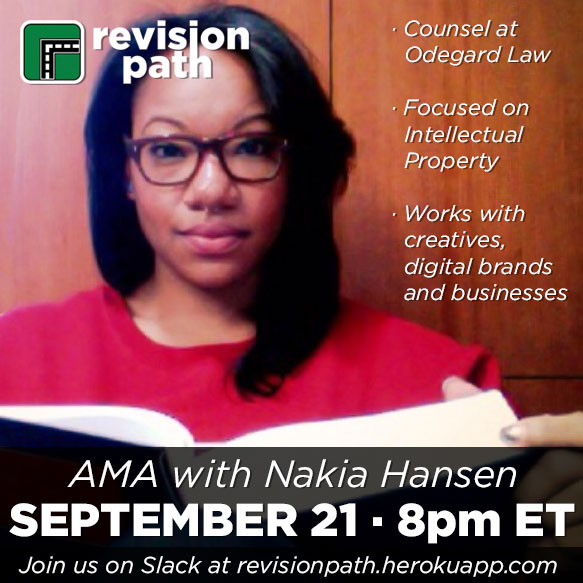 revision
path
· Counsel at
Odegard Law
· Focused on
Intellectual
Property
· Works with
creatives,
digital brands
and businesses
AMA with Nakia Hansen
SEPTEMBER 21 · 8pm ET
Join us on Slack at revisionpath.herokuapp.com